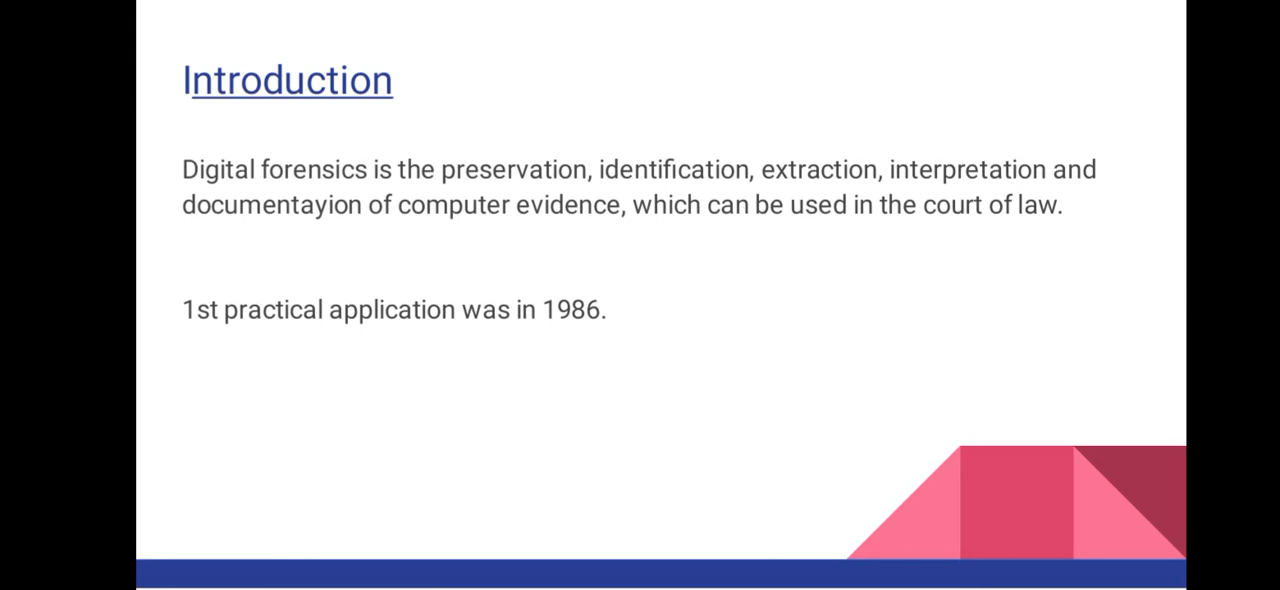 Introduction
Digital forensics is the preservation, identification, extraction, interpretation and
documentayion of computer evidence, which can be used in the court of law.
1st practical application was in 1986.